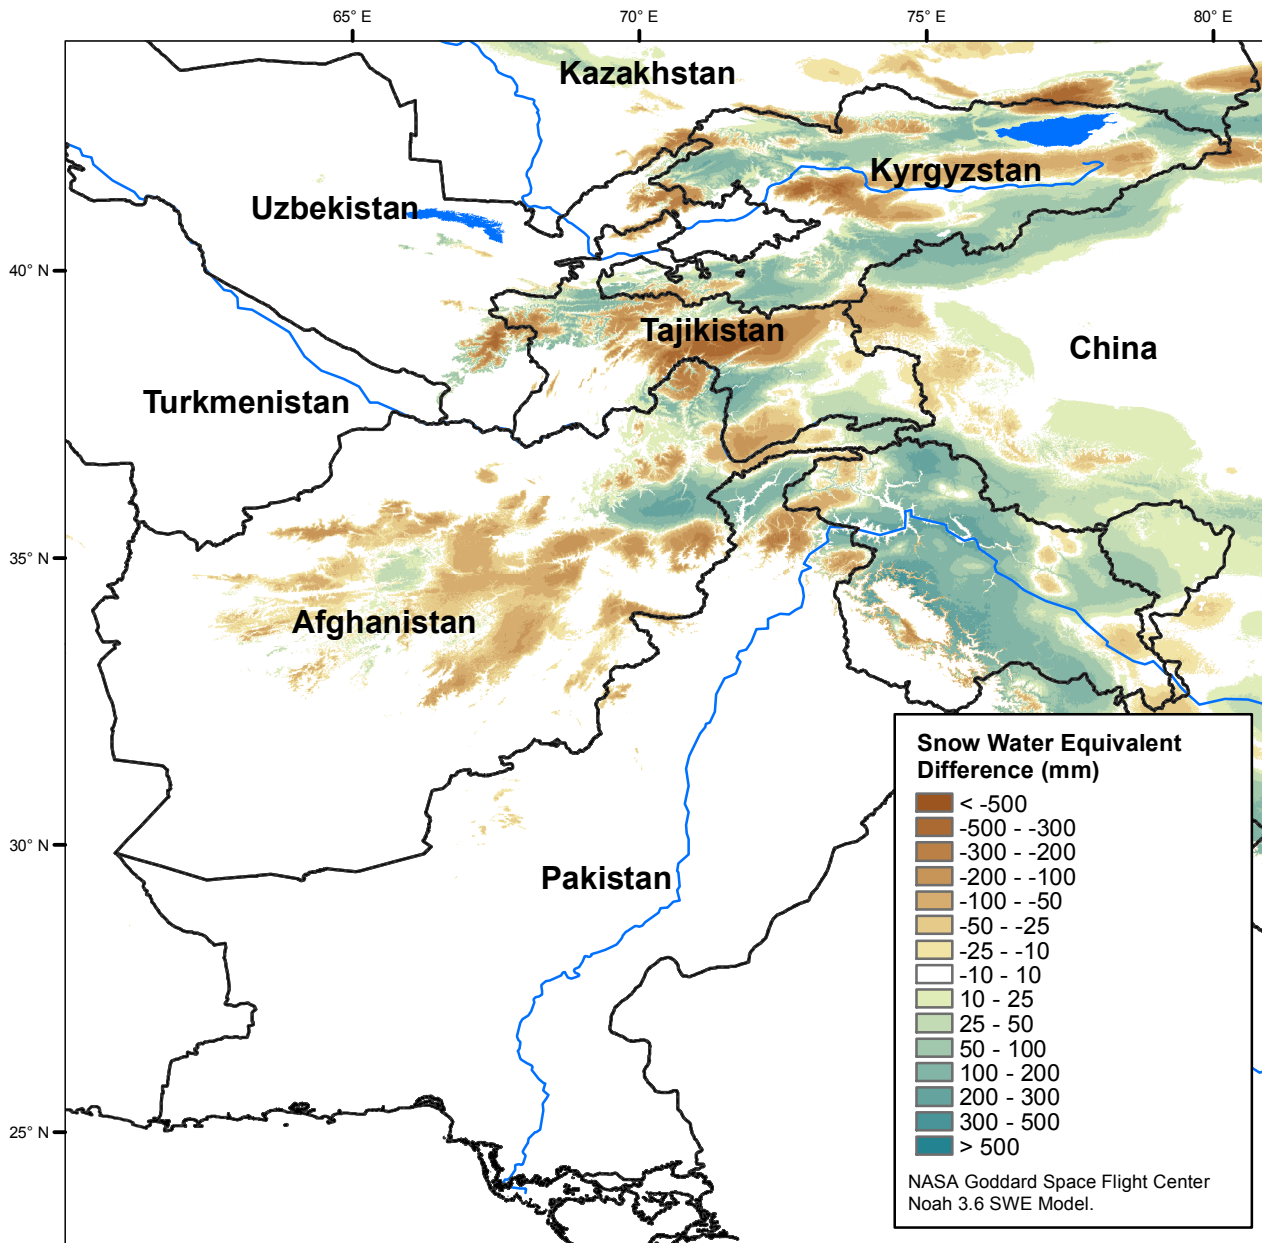 65° E
70° E
75° E
80° E
Kazakhstan
Kyrgyzstan
Uzbekistan
40° N
Tajikistan
China
Turkmenistan
35° N
Afghanistan
Snow Water Equivalent
Difference (mm)
< -500
-500 - -300
-300 - -200
-200 - -100
-100 - -50
-50 - -25
-25 - -10
-10 - 10
10 - 25
25 - 50
50 - 100
100 - 200
200 - 300
300 - 500
> 500
NASA Goddard Space Flight Center
Noah 3.6 SWE Model.
30° N
Pakistan
25° N